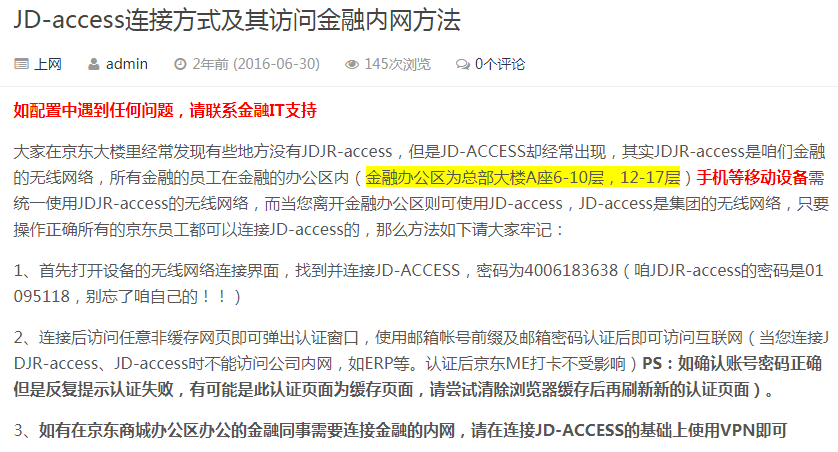 JD-access连接方式及其访问金融内网方法
上网 admin 2年前 (2016-06-30) 145次浏览 0个评论
如配置中遇到任何问题，请联系金融IT支持
大家在京东大楼里经常发现有些地方没有JDJR-access，但是JD-ACCESS却经常出现，其实JDJR-access是咱们金融
的无线网络，所有金融的员工在金融的办公区内（金融办公区为总部大楼A座6-10层，12-17层）手机等移动设备需
统一使用JDJR-access的无线网络，而当您离开金融办公区则可使用JD-access，JD-access是集团的无线网络，只要
操作正确所有的京东员工都可以连接JD-access的，那么方法如下请大家牢记：
1、首先打开设备的无线网络连接界面，找到并连接JD-ACCESS，密码为4006183638（咱JDJR-access的密码是01
095118，别忘了咱自己的！！）
2、连接后访问任意非缓存网页即可弹出认证窗口，使用邮箱帐号前缀及邮箱密码认证后即可访问互联网（当您连接J
DJR-access、JD-access时不能访问公司内网，如ERP等。认证后京东ME打卡不受影响）PS：如确认账号密码正确
但是反复提示认证失败，有可能是此认证页面为缓存页面，请尝试清除浏览器缓存后再刷新新的认证页面）。
3、如有在京东商城办公区办公的金融同事需要连接金融的内网，请在连接JD-ACCESS的基础上使用VPN即可